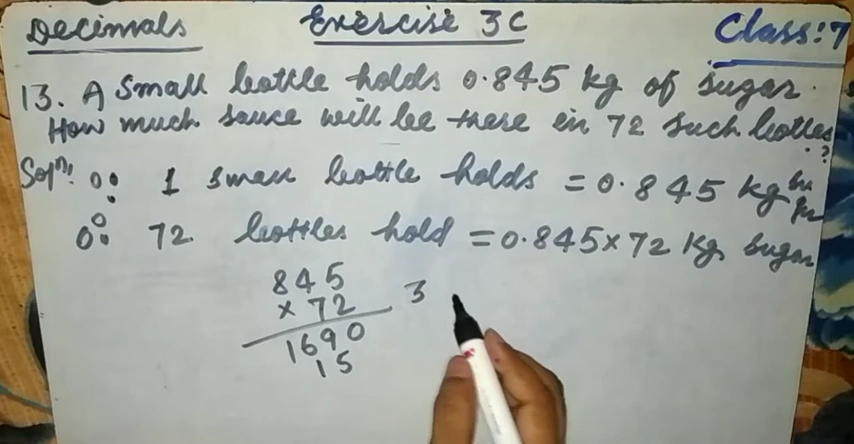 Decimals Exercise 3C Class:7
13. A small bottle holds 0.845 kg of sugar.
How much sauce will be there in 72 such bottles?
Solⁿ: ∵ 1 small bottle holds = 0.845 kg
∴ 72 bottles hold = 0.845×72 Kg sugar
845
×72 3
1690
15